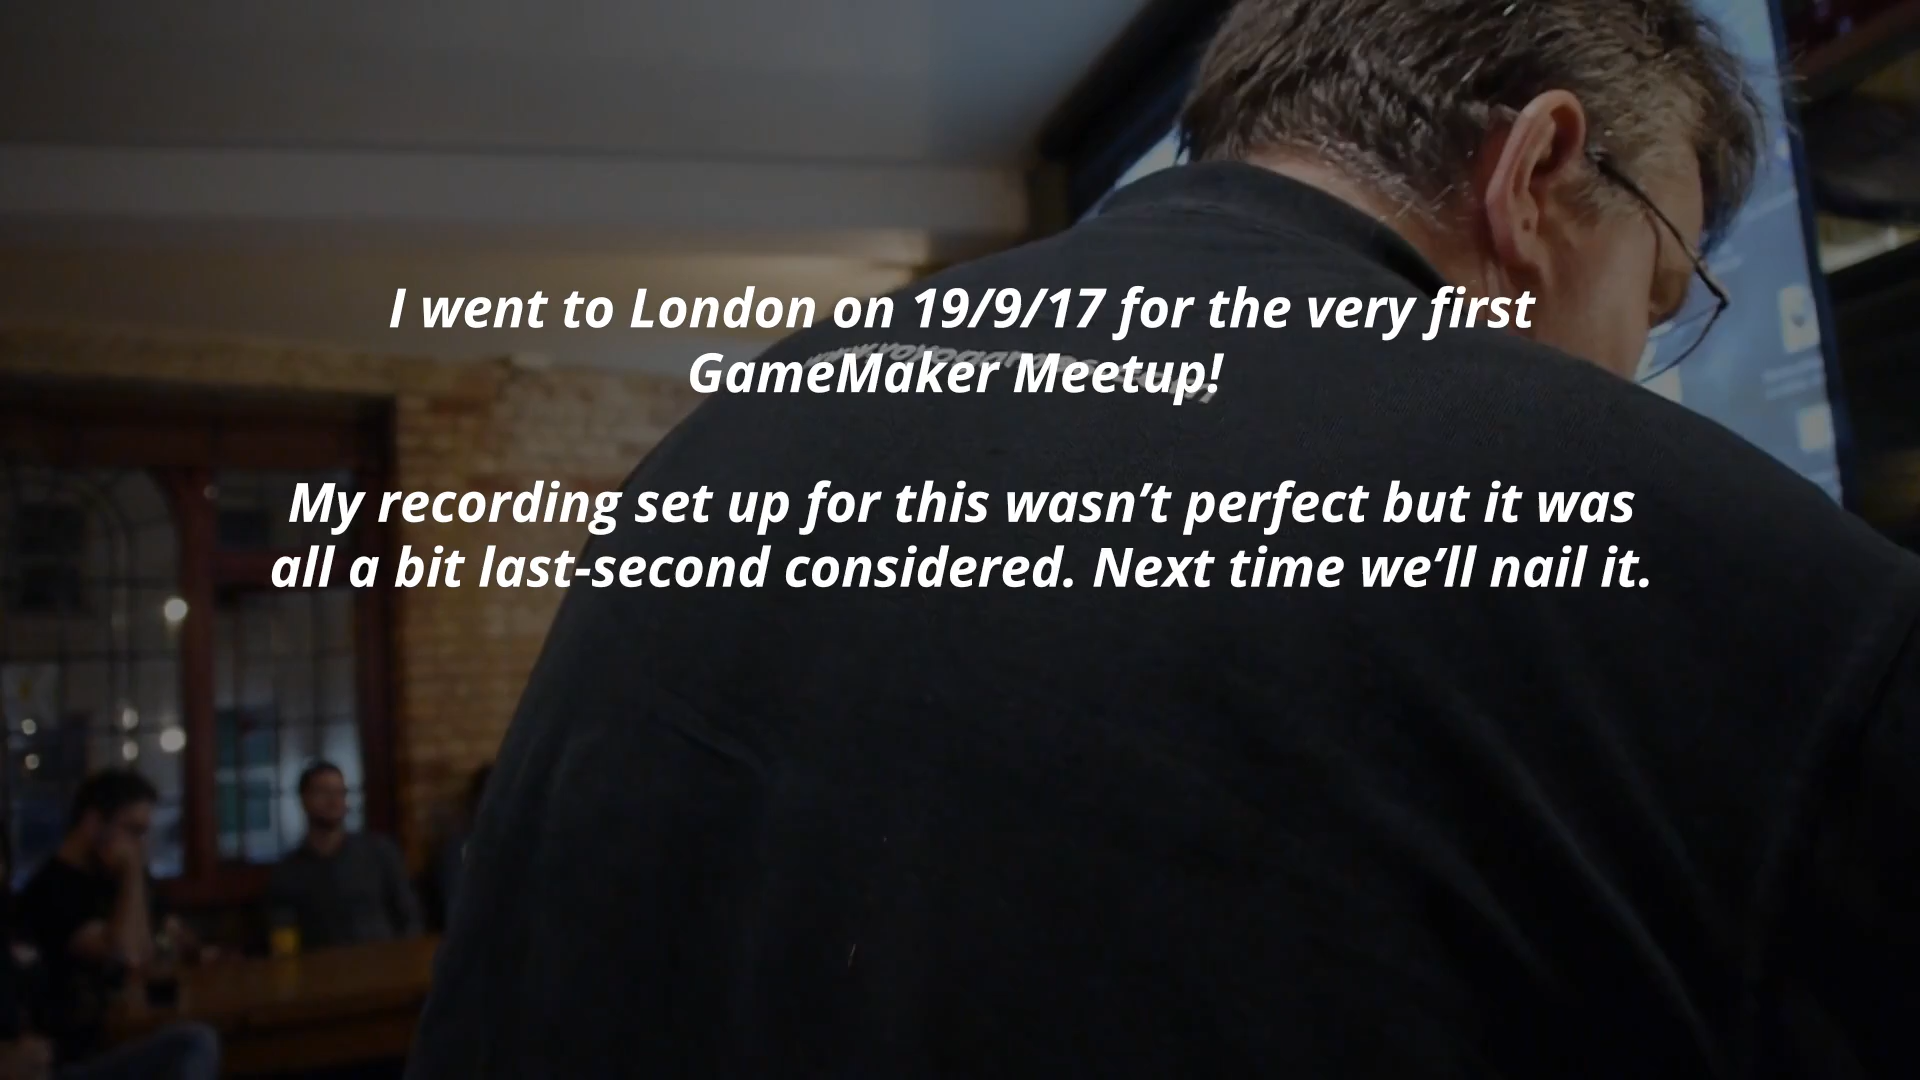 I went to London on 19/9/17 for the very first
GameMaker Meetup!
My recording set up for this wasn’t perfect but it was
all a bit last-second considered. Next time we’ll nail it.